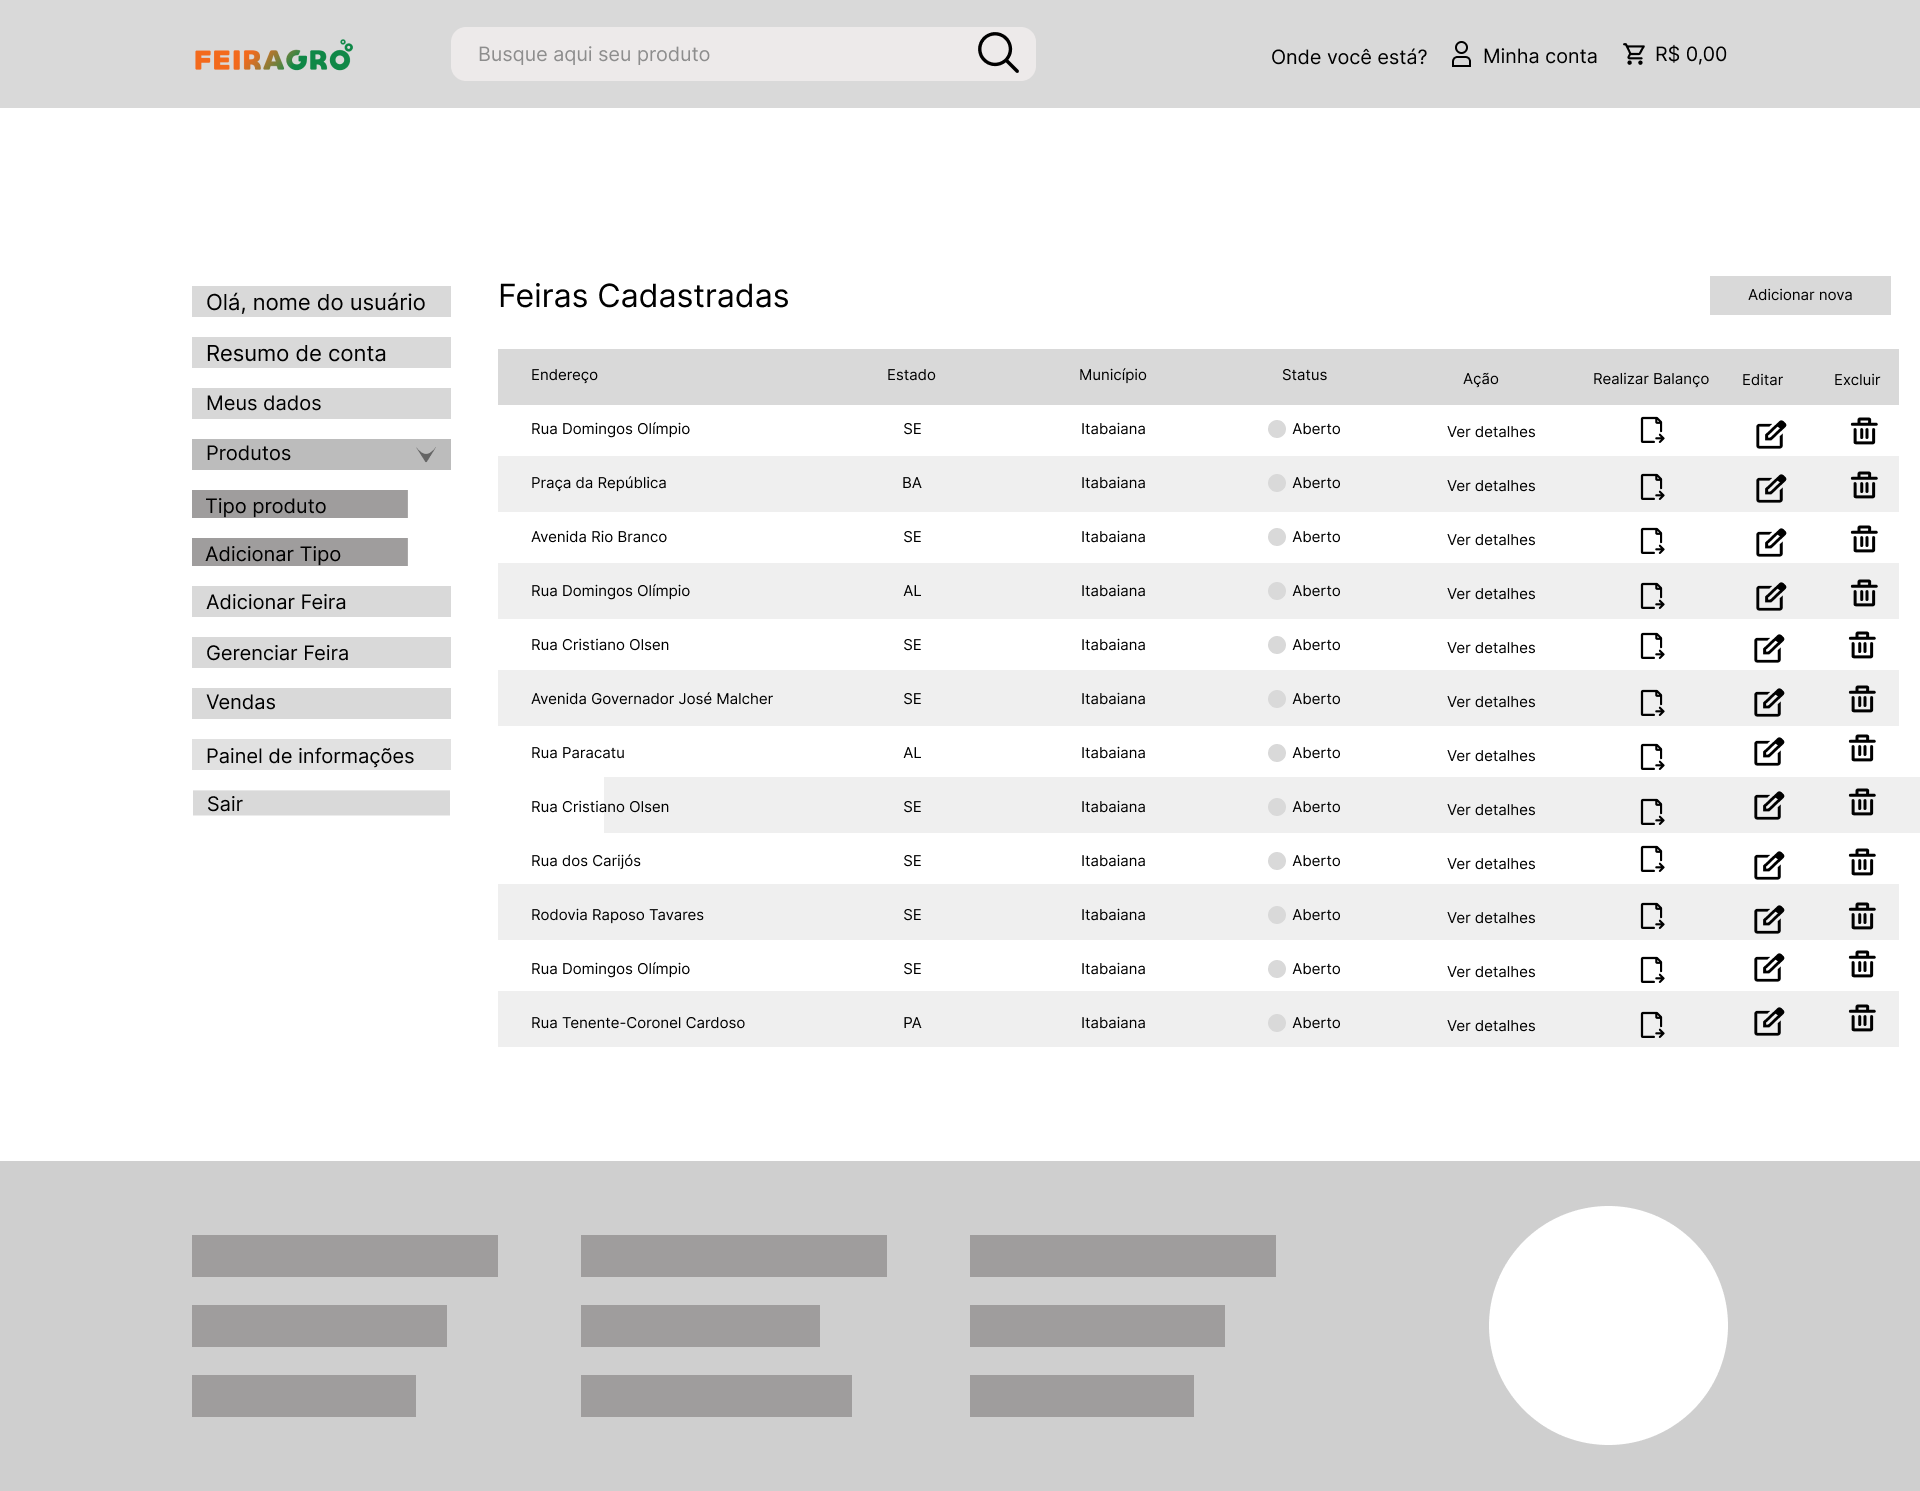 FEIRAGRO
Busque aqui seu produto
Onde você está?
Minha conta
R$ 0,00
Olá, nome do usuário
Resumo de conta
Meus dados
Produtos
Tipo produto
Adicionar Tipo
Adicionar Feira
Gerenciar Feira
Vendas
Painel de informações
Sair
Feiras Cadastradas
Adicionar nova
Endereço Estado Município Status Ação Realizar Balanço Editar Excluir
Rua Domingos Olímpio SE Itabaiana Aberto Ver detalhes
Praça da República BA Itabaiana Aberto Ver detalhes
Avenida Rio Branco SE Itabaiana Aberto Ver detalhes
Rua Domingos Olímpio AL Itabaiana Aberto Ver detalhes
Rua Cristiano Olsen SE Itabaiana Aberto Ver detalhes
Avenida Governador José Malcher SE Itabaiana Aberto Ver detalhes
Rua Paracatu AL Itabaiana Aberto Ver detalhes
Rua Cristiano Olsen SE Itabaiana Aberto Ver detalhes
Rua dos Carijós SE Itabaiana Aberto Ver detalhes
Rodovia Raposo Tavares SE Itabaiana Aberto Ver detalhes
Rua Domingos Olímpio SE Itabaiana Aberto Ver detalhes
Rua Tenente-Coronel Cardoso PA Itabaiana Aberto Ver detalhes